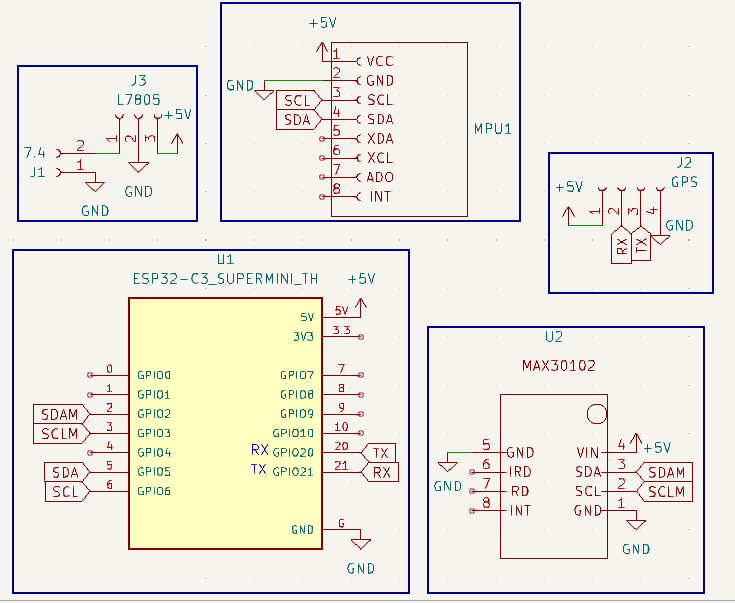 J3
L7805
+5V
7.4
2
J1
1
1
2
3
GND
GND
+5V
GND
1 VCC
2 GND
SCL 3 SCL
SDA 4 SDA
5 XDA
6 XCL
7 ADO
8 INT
MPU1
J2
GPS
+5V
1
2
3
4
RX
TX
GND
U1
ESP32-C3_SUPERMINI_TH
+5V
5V 5V
3V3 3.3
0 GPIO0 GPIO7 7
1 GPIO1 GPIO8 8
SDAM 2 GPIO2 GPIO9 9
SCLM 3 GPIO3 GPIO10 10
4 GPIO4 RX GPIO20 20 TX
SDA 5 GPIO5 TX GPIO21 21 RX
SCL 6 GPIO6
GND G
GND
U2
MAX30102
5 GND VIN 4 +5V
GND 6 IRD SDA 3 SDAM
7 RD SCL 2 SCLM
8 INT GND 1
GND